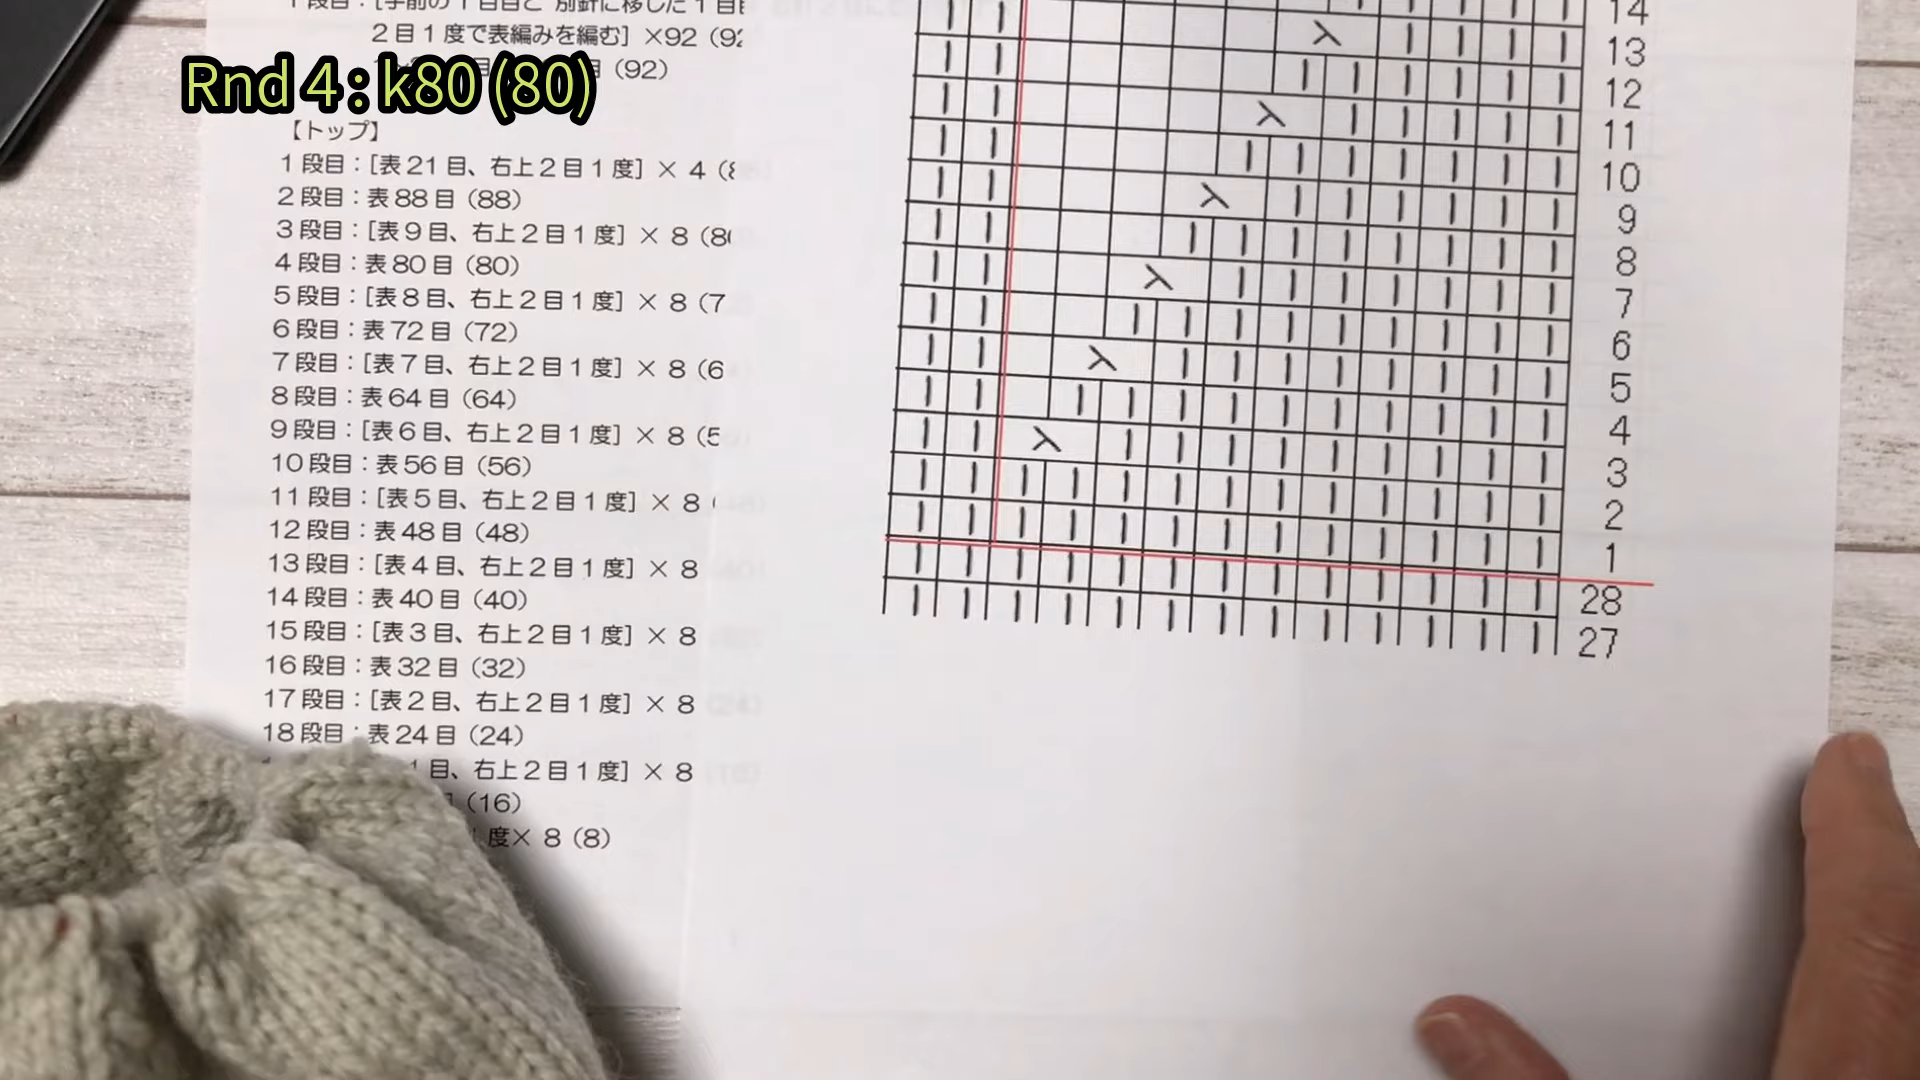 1段目：[手前の1目目と 別針に移した1目
2目1度で表編みを編む] ×92 (92
目 (92)
Rnd 4 : k80 (80)
【トップ】
1段目：[表21目、右上2目1度] × 4 (8
2段目：表88目 (88)
3段目：[表9目、右上2目1度] × 8 (80
4段目：表80目 (80)
5段目：[表8目、右上2目1度] × 8 (7
6段目：表72目 (72)
7段目：[表7目、右上2目1度] × 8 (6
8段目：表64目 (64)
9段目：[表6目、右上2目1度] × 8 (5
10段目：表56目 (56)
11段目：[表5目、右上2目1度] × 8 (
12段目：表48目 (48)
13段目：[表4目、右上2目1度] × 8
14段目：表40目 (40)
15段目：[表3目、右上2目1度] × 8
16段目：表32目 (32)
17段目：[表2目、右上2目1度] × 8
18段目：表24目 (24)
1目、右上2目1度] × 8
] (16)
度× 8 (8)
14
13
12
11
10
9
8
7
6
5
4
3
2
1
28
27